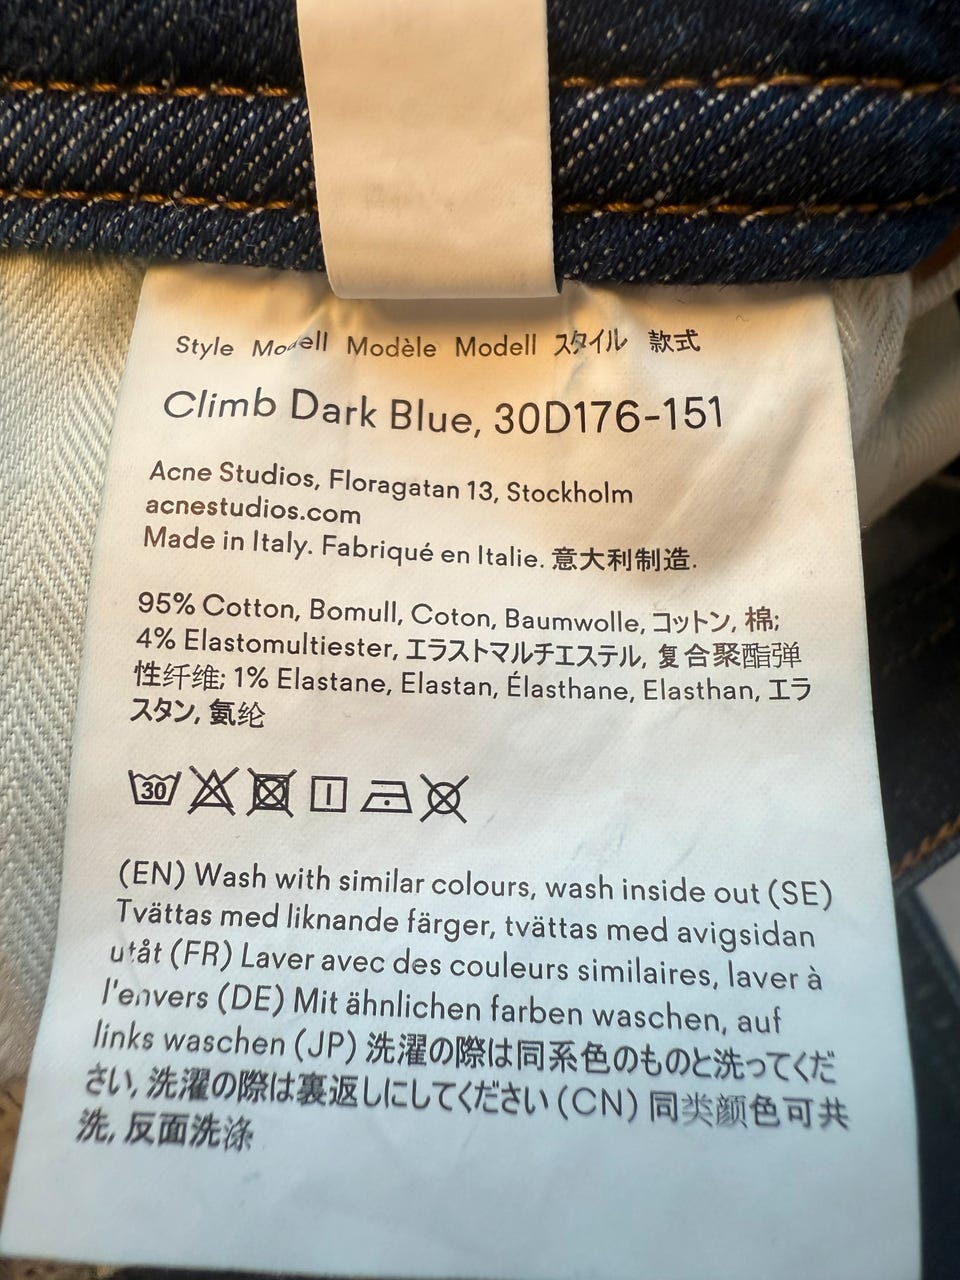 Style Modell Modèle Modell スタイル 款式
Climb Dark Blue, 30D176-151
Acne Studios, Floragatan 13, Stockholm
acnestudios.com
Made in Italy. Fabriqué en Italie. 意大利制造.
95% Cotton, Bomull, Coton, Baumwolle, コットン, 棉;
4% Elastomultiester, エラストマルチエステル, 复合聚酯弹
性纤维; 1% Elastane, Elastan, Élasthane, Elasthan, エラ
スタン, 氨纶
30
(EN) Wash with similar colours, wash inside out (SE)
Tvättas med liknande färger, tvättas med avigsidan
utåt (FR) Laver avec des couleurs similaires, laver à
l'envers (DE) Mit ähnlichen farben waschen, auf
links waschen (JP) 洗濯の際は同系色のものと洗ってくだ
さい, 洗濯の際は裏返しにしてください (CN) 同类颜色可共
洗, 反面洗涤